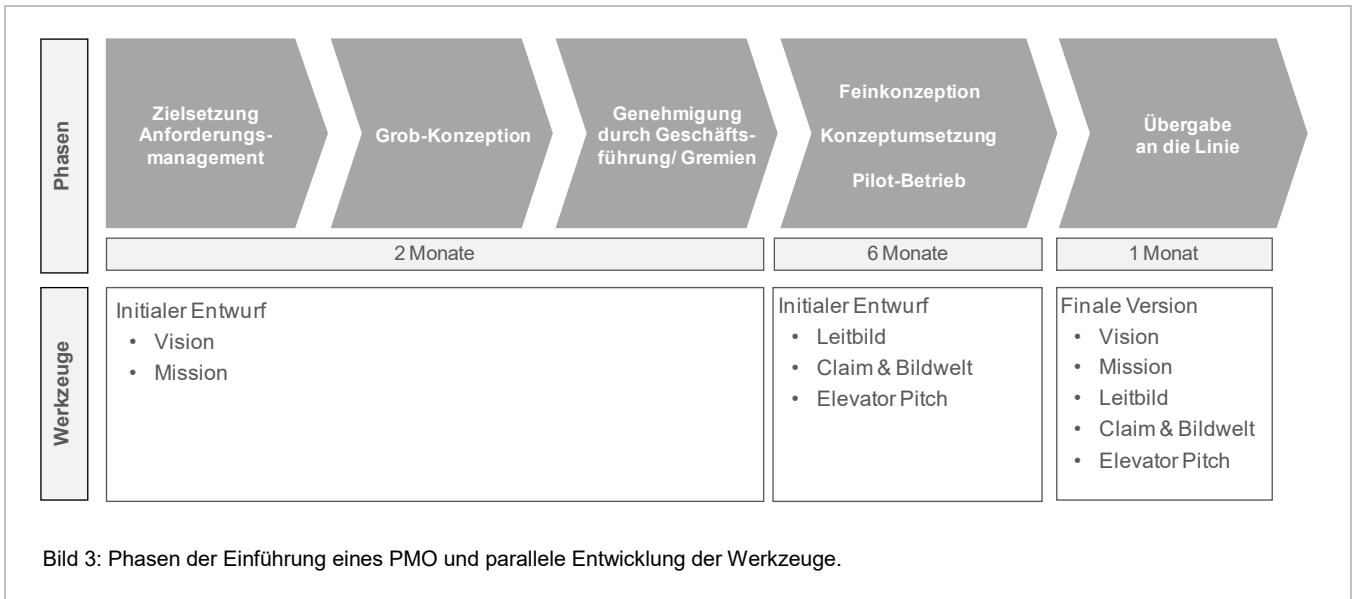 Phasen
Zielsetzung
Anforderungs-
management
Grob-Konzeption
Genehmigung
durch Geschäfts-
führung/ Gremien
Feinkonzeption
Konzeptumsetzung
Pilot-Betrieb
Übergabe
an die Linie
2 Monate
6 Monate
1 Monat
Werkzeuge
Initialer Entwurf
• Vision
• Mission
Initialer Entwurf
• Leitbild
• Claim & Bildwelt
• Elevator Pitch
Finale Version
• Vision
• Mission
• Leitbild
• Claim & Bildwelt
• Elevator Pitch
Bild 3: Phasen der Einführung eines PMO und parallele Entwicklung der Werkzeuge.